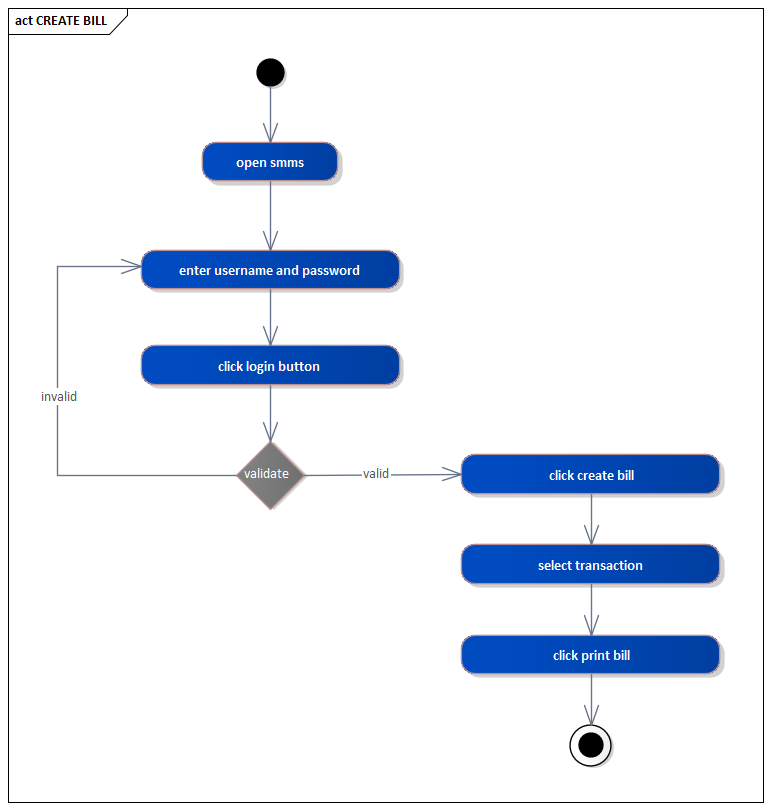 act CREATE BILL
open smms
enter username and password
click login button
invalid
validate
valid
click create bill
select transaction
click print bill